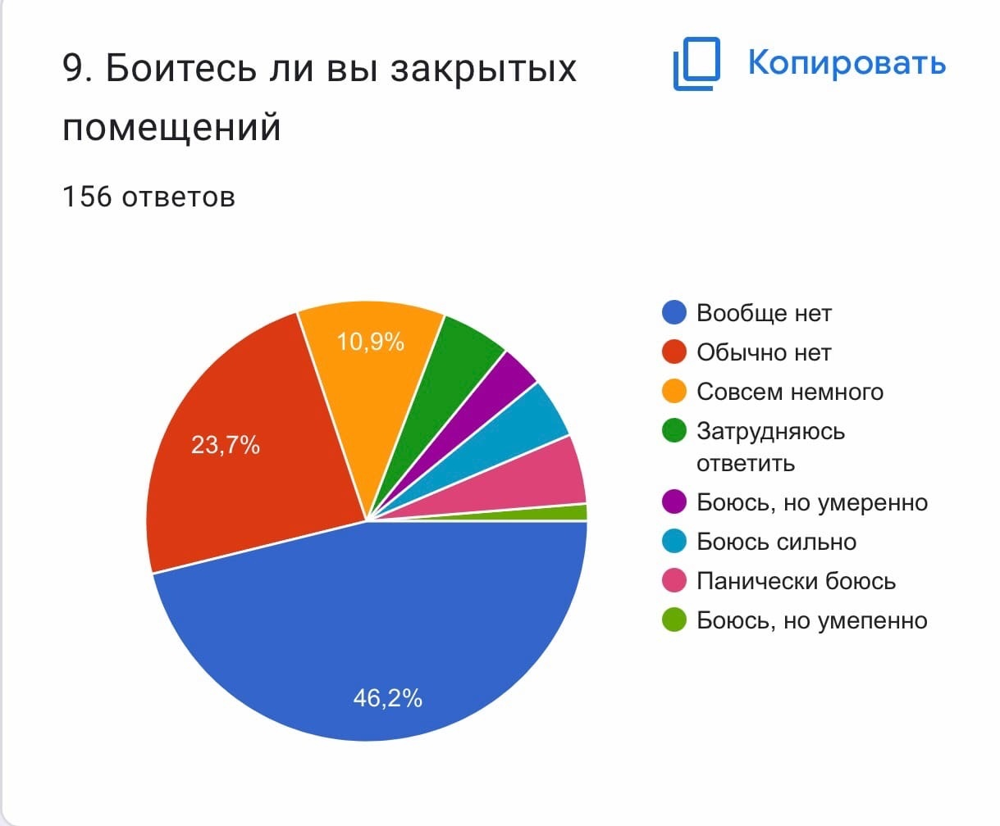 9. Боитесь ли вы закрытых
помещений
Копировать
156 ответов
10,9%
23,7%
46,2%
Вообще нет
Обычно нет
Совсем немного
Затрудняюсь
ответить
Боюсь, но умеренно
Боюсь сильно
Панически боюсь
Боюсь, но умепенно